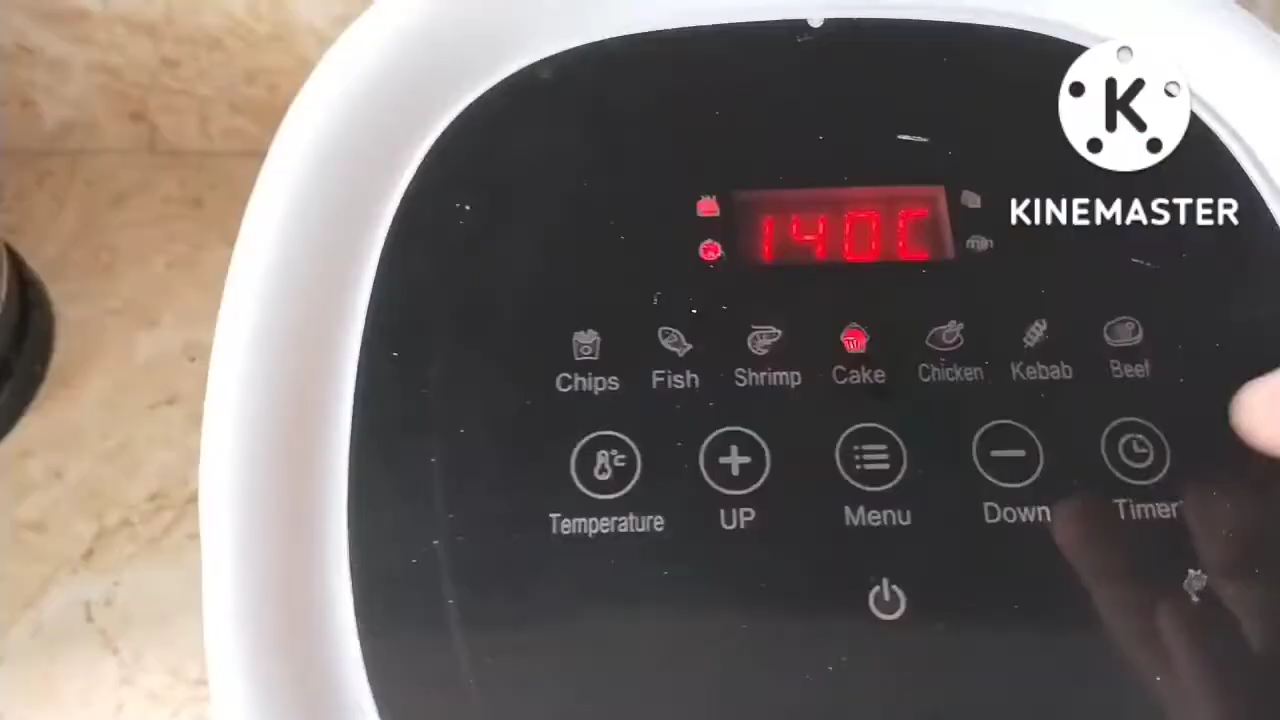 K
KINEMASTER
140C
min
Chips Fish Shrimp Cake Chicken Kebab Beef
°C
Temperature UP Menu Down Timer